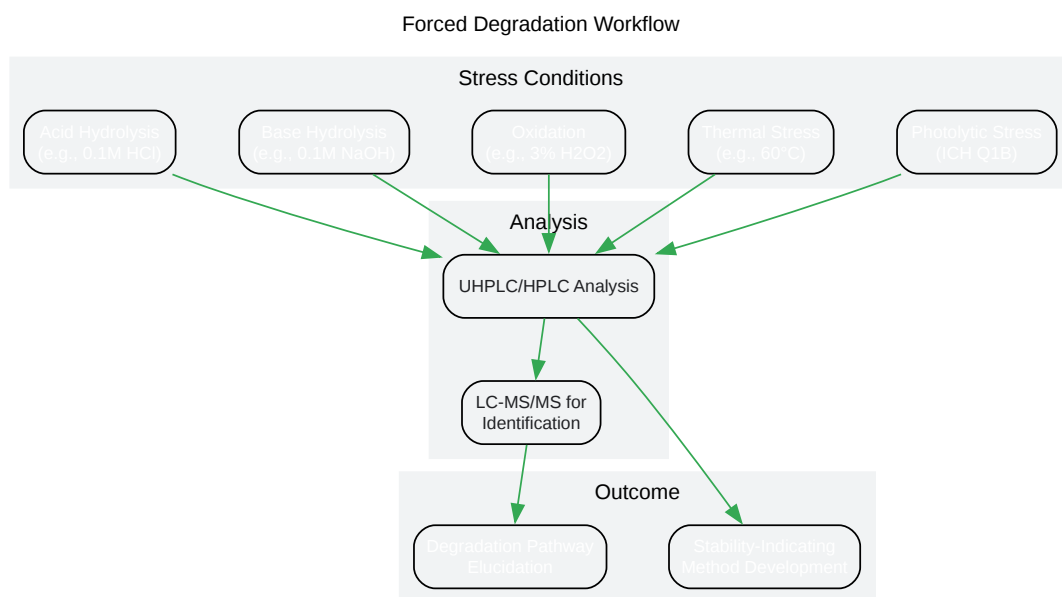 Forced Degradation Workflow
Stress Conditions
Acid Hydrolysis
(e.g., 0.1M HCl)
Base Hydrolysis
(e.g., 0.1M NaOH)
Oxidation
(e.g., 3% H2O2)
Thermal Stress
(e.g., 60°C)
Photolytic Stress
(ICH Q1B)
Analysis
UHPLC/HPLC Analysis
LC-MS/MS for
Identification
Outcome
Degradation Pathway
Elucidation
Stability-Indicating
Method Development